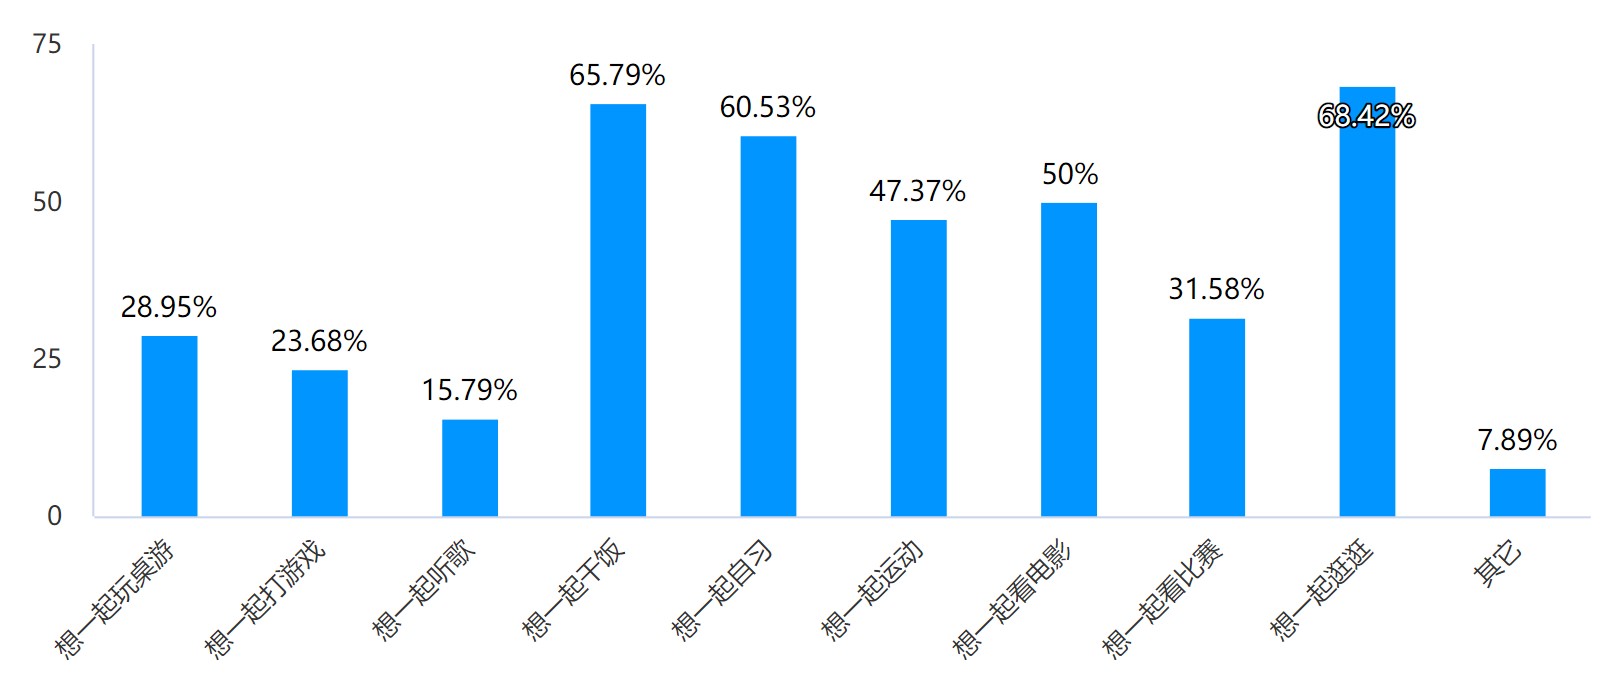 75
50
25
0
28.95%
23.68%
15.79%
65.79%
60.53%
47.37%
50%
31.58%
68.42%
7.89%
想一起玩桌游
想一起打游戏
想一起听歌
想一起干饭
想一起自习
想一起运动
想一起看电影
想一起看比赛
想一起逛逛
其它